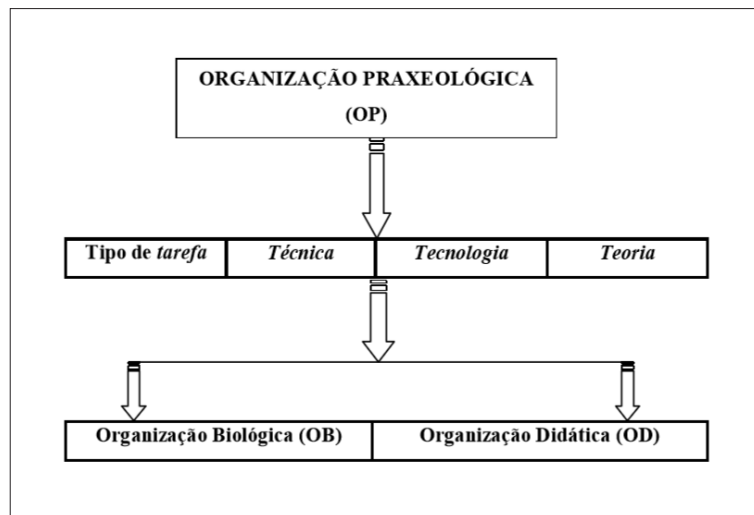 ORGANIZAÇÃO PRAXEOLÓGICA
(OP)
Tipo de tarefa Técnica Tecnologia Teoria
Organização Biológica (OB) Organização Didática (OD)